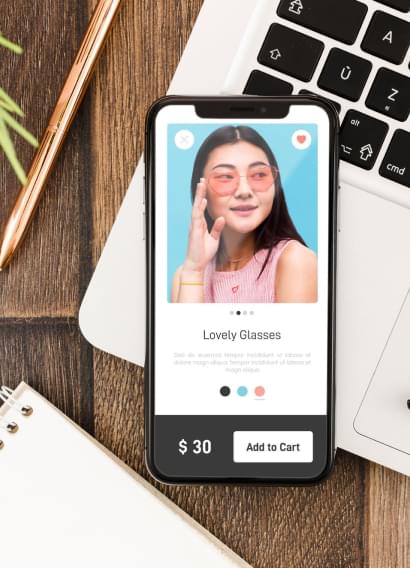 A
Ù
Z
alt
cmd
Lovely Glasses
Sed do eiusmod tempor incididunt ut labore et
dolore magn aliqua tempor incididunt ut labore et
magn aliqua
$ 30
Add to Cart